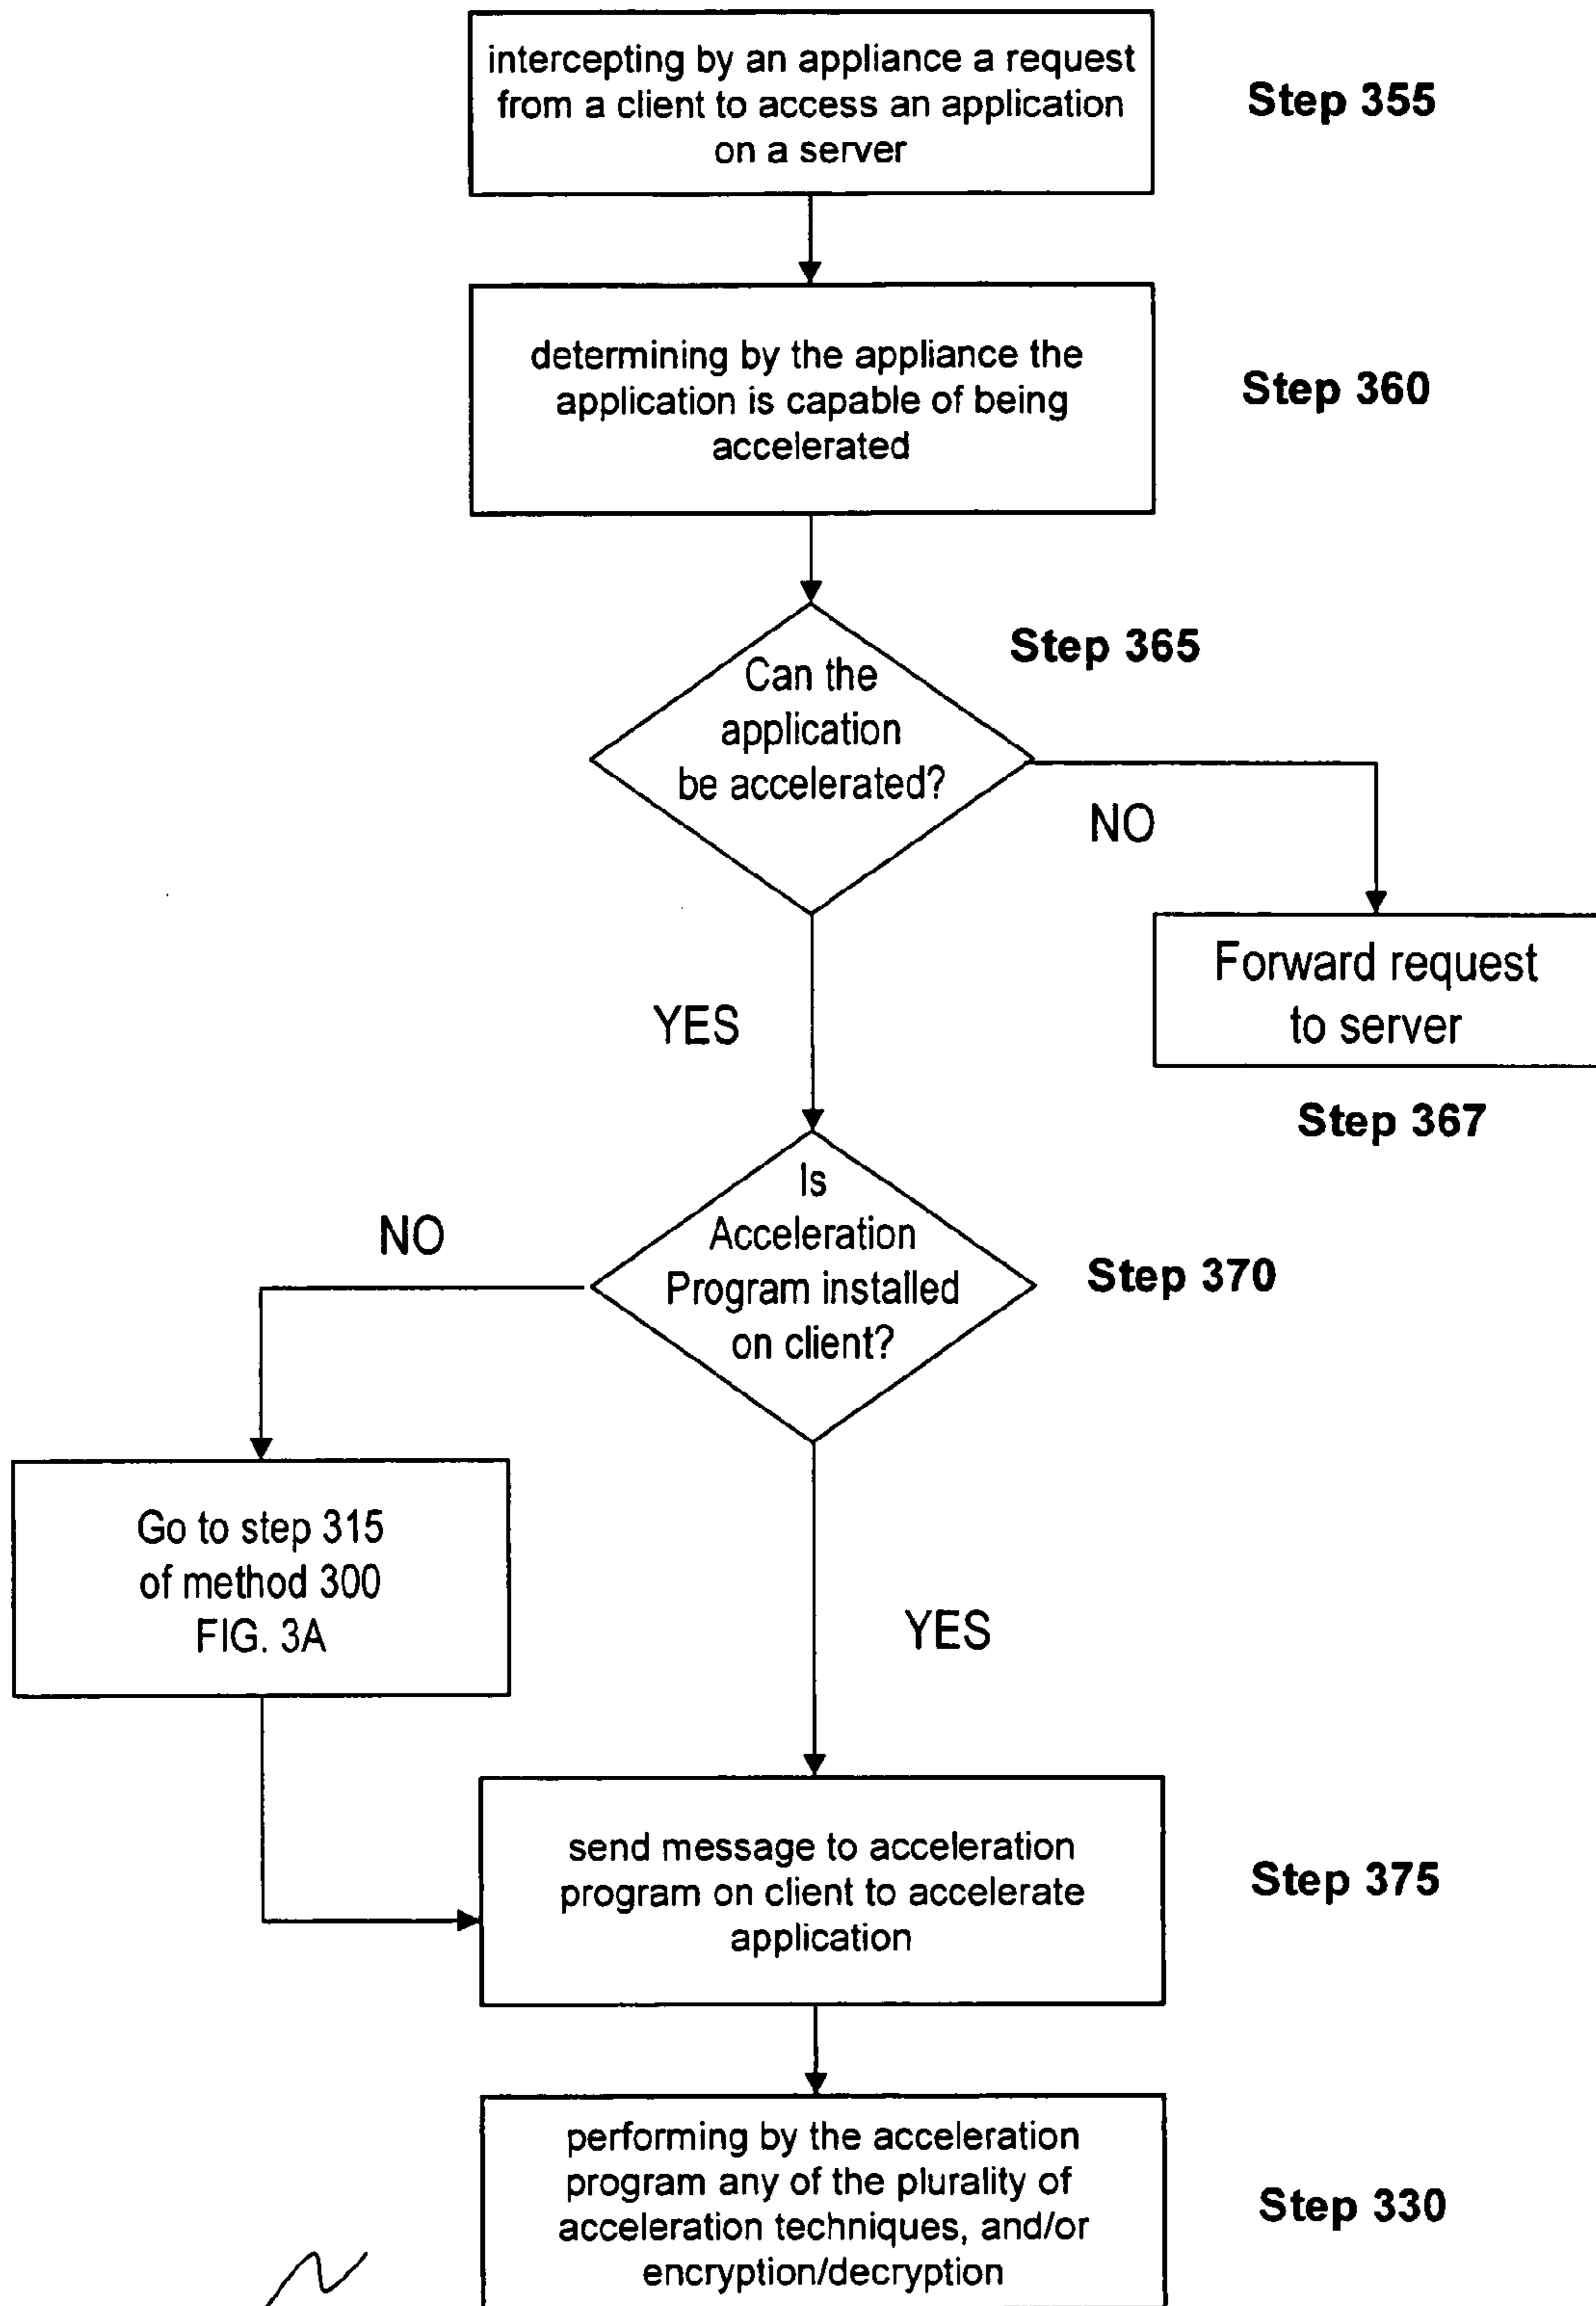 intercepting by an appliance a request
from a client to access an application
on a server
Step 355
determining by the appliance the
application is capable of being
accelerated
Step 360
Step 365
Can the
application
be accelerated?
NO
Forward request
to server
Step 367
YES
Is
Acceleration
Program installed
on client?
Step 370
NO
Go to step 315
of method 300
FIG. 3A
YES
send message to acceleration
program on client to accelerate
application
Step 375
performing by the acceleration
program any of the plurality of
acceleration techniques, and/or
encryption/decryption
Step 330